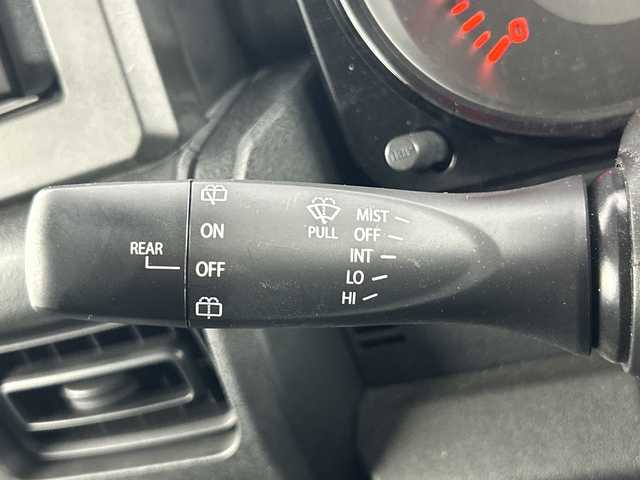 REAR
ON
OFF
PULL
MIST
OFF
INT
LO
HI